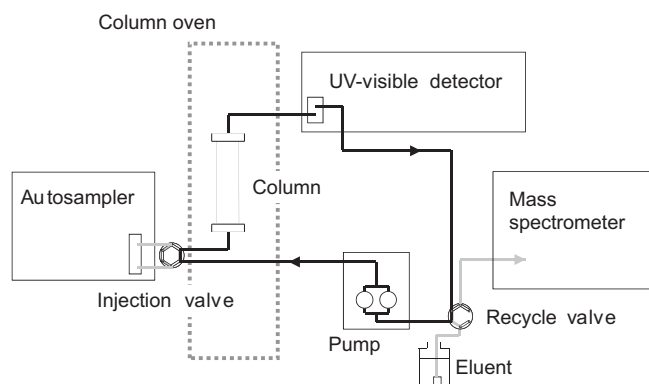 Column oven
UV-visible detector
Column
Autosampler
Mass
spectrometer
Injection valve
Pump
Recycle valve
Eluent